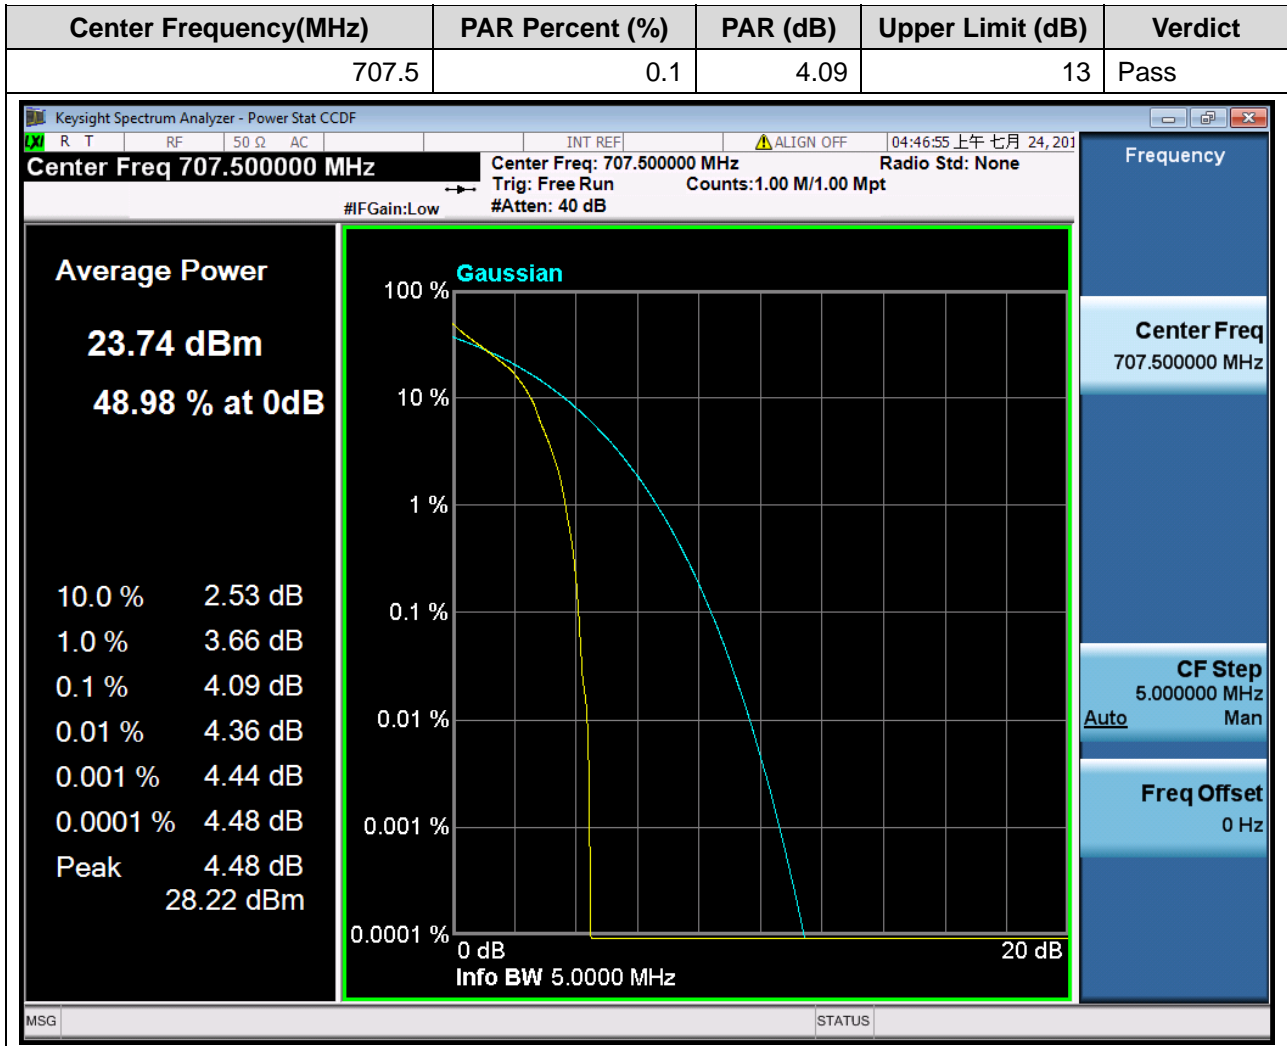 Center Frequency(MHz) PAR Percent (%) PAR (dB) Upper Limit (dB) Verdict
707.5 0.1 4.09 13 Pass
Keysight Spectrum Analyzer - Power Stat CCDF
LXI R T RF 50 Ω AC INT REF ALIGN OFF 04:46:55 上午 七月 24, 201
Center Freq 707.500000 MHz
#IFGain:Low
Center Freq: 707.500000 MHz Radio Std: None
Trig: Free Run Counts:1.00 M/1.00 Mpt
#Atten: 40 dB
Average Power
23.74 dBm
48.98 % at 0dB
10.0 % 2.53 dB
1.0 % 3.66 dB
0.1 % 4.09 dB
0.01 % 4.36 dB
0.001 % 4.44 dB
0.0001 % 4.48 dB
Peak 4.48 dB
28.22 dBm
Gaussian
100 %
10 %
1 %
0.1 %
0.01 %
0.001 %
0.0001 %
0 dB 20 dB
Info BW 5.0000 MHz
Frequency
Center Freq
707.500000 MHz
CF Step
5.000000 MHz
Auto Man
Freq Offset
0 Hz
MSG STATUS